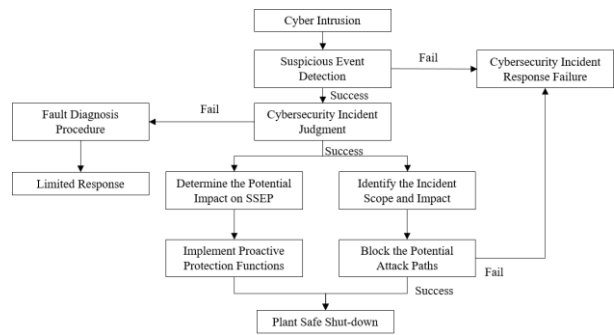 Cyber Intrusion
Suspicious Event
Detection
Fail
Cybersecurity Incident
Response Failure
Success
Fault Diagnosis
Procedure
Fail
Cybersecurity Incident
Judgment
Success
Limited Response
Determine the Potential
Impact on SSEP
Identify the Incident
Scope and Impact
Implement Proactive
Protection Functions
Block the Potential
Attack Paths
Fail
Success
Plant Safe Shut-down